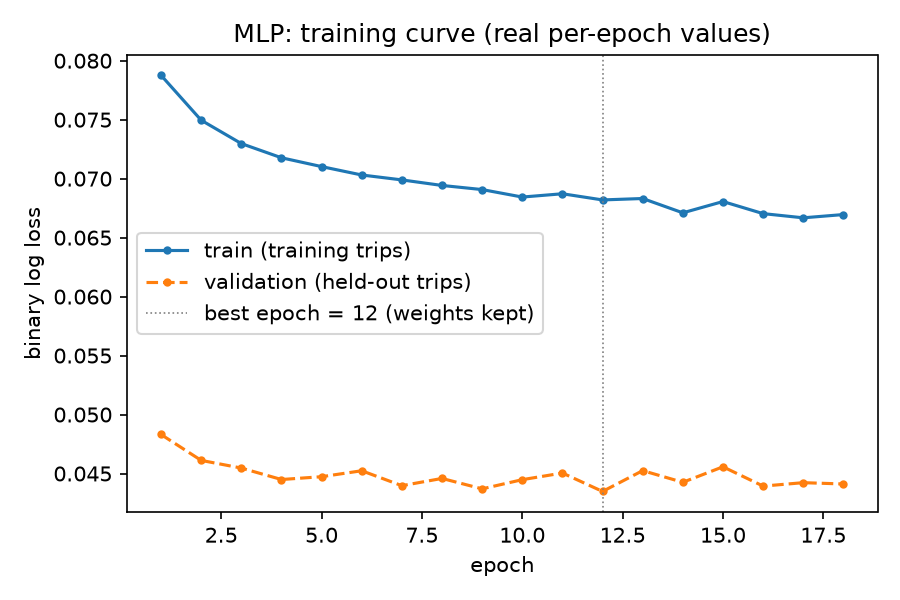 MLP: training curve (real per-epoch values)
0.080
0.075
0.070
0.065
0.060
0.055
0.050
0.045
binary log loss
train (training trips)
validation (held-out trips)
best epoch = 12 (weights kept)
2.5 5.0 7.5 10.0 12.5 15.0 17.5
epoch